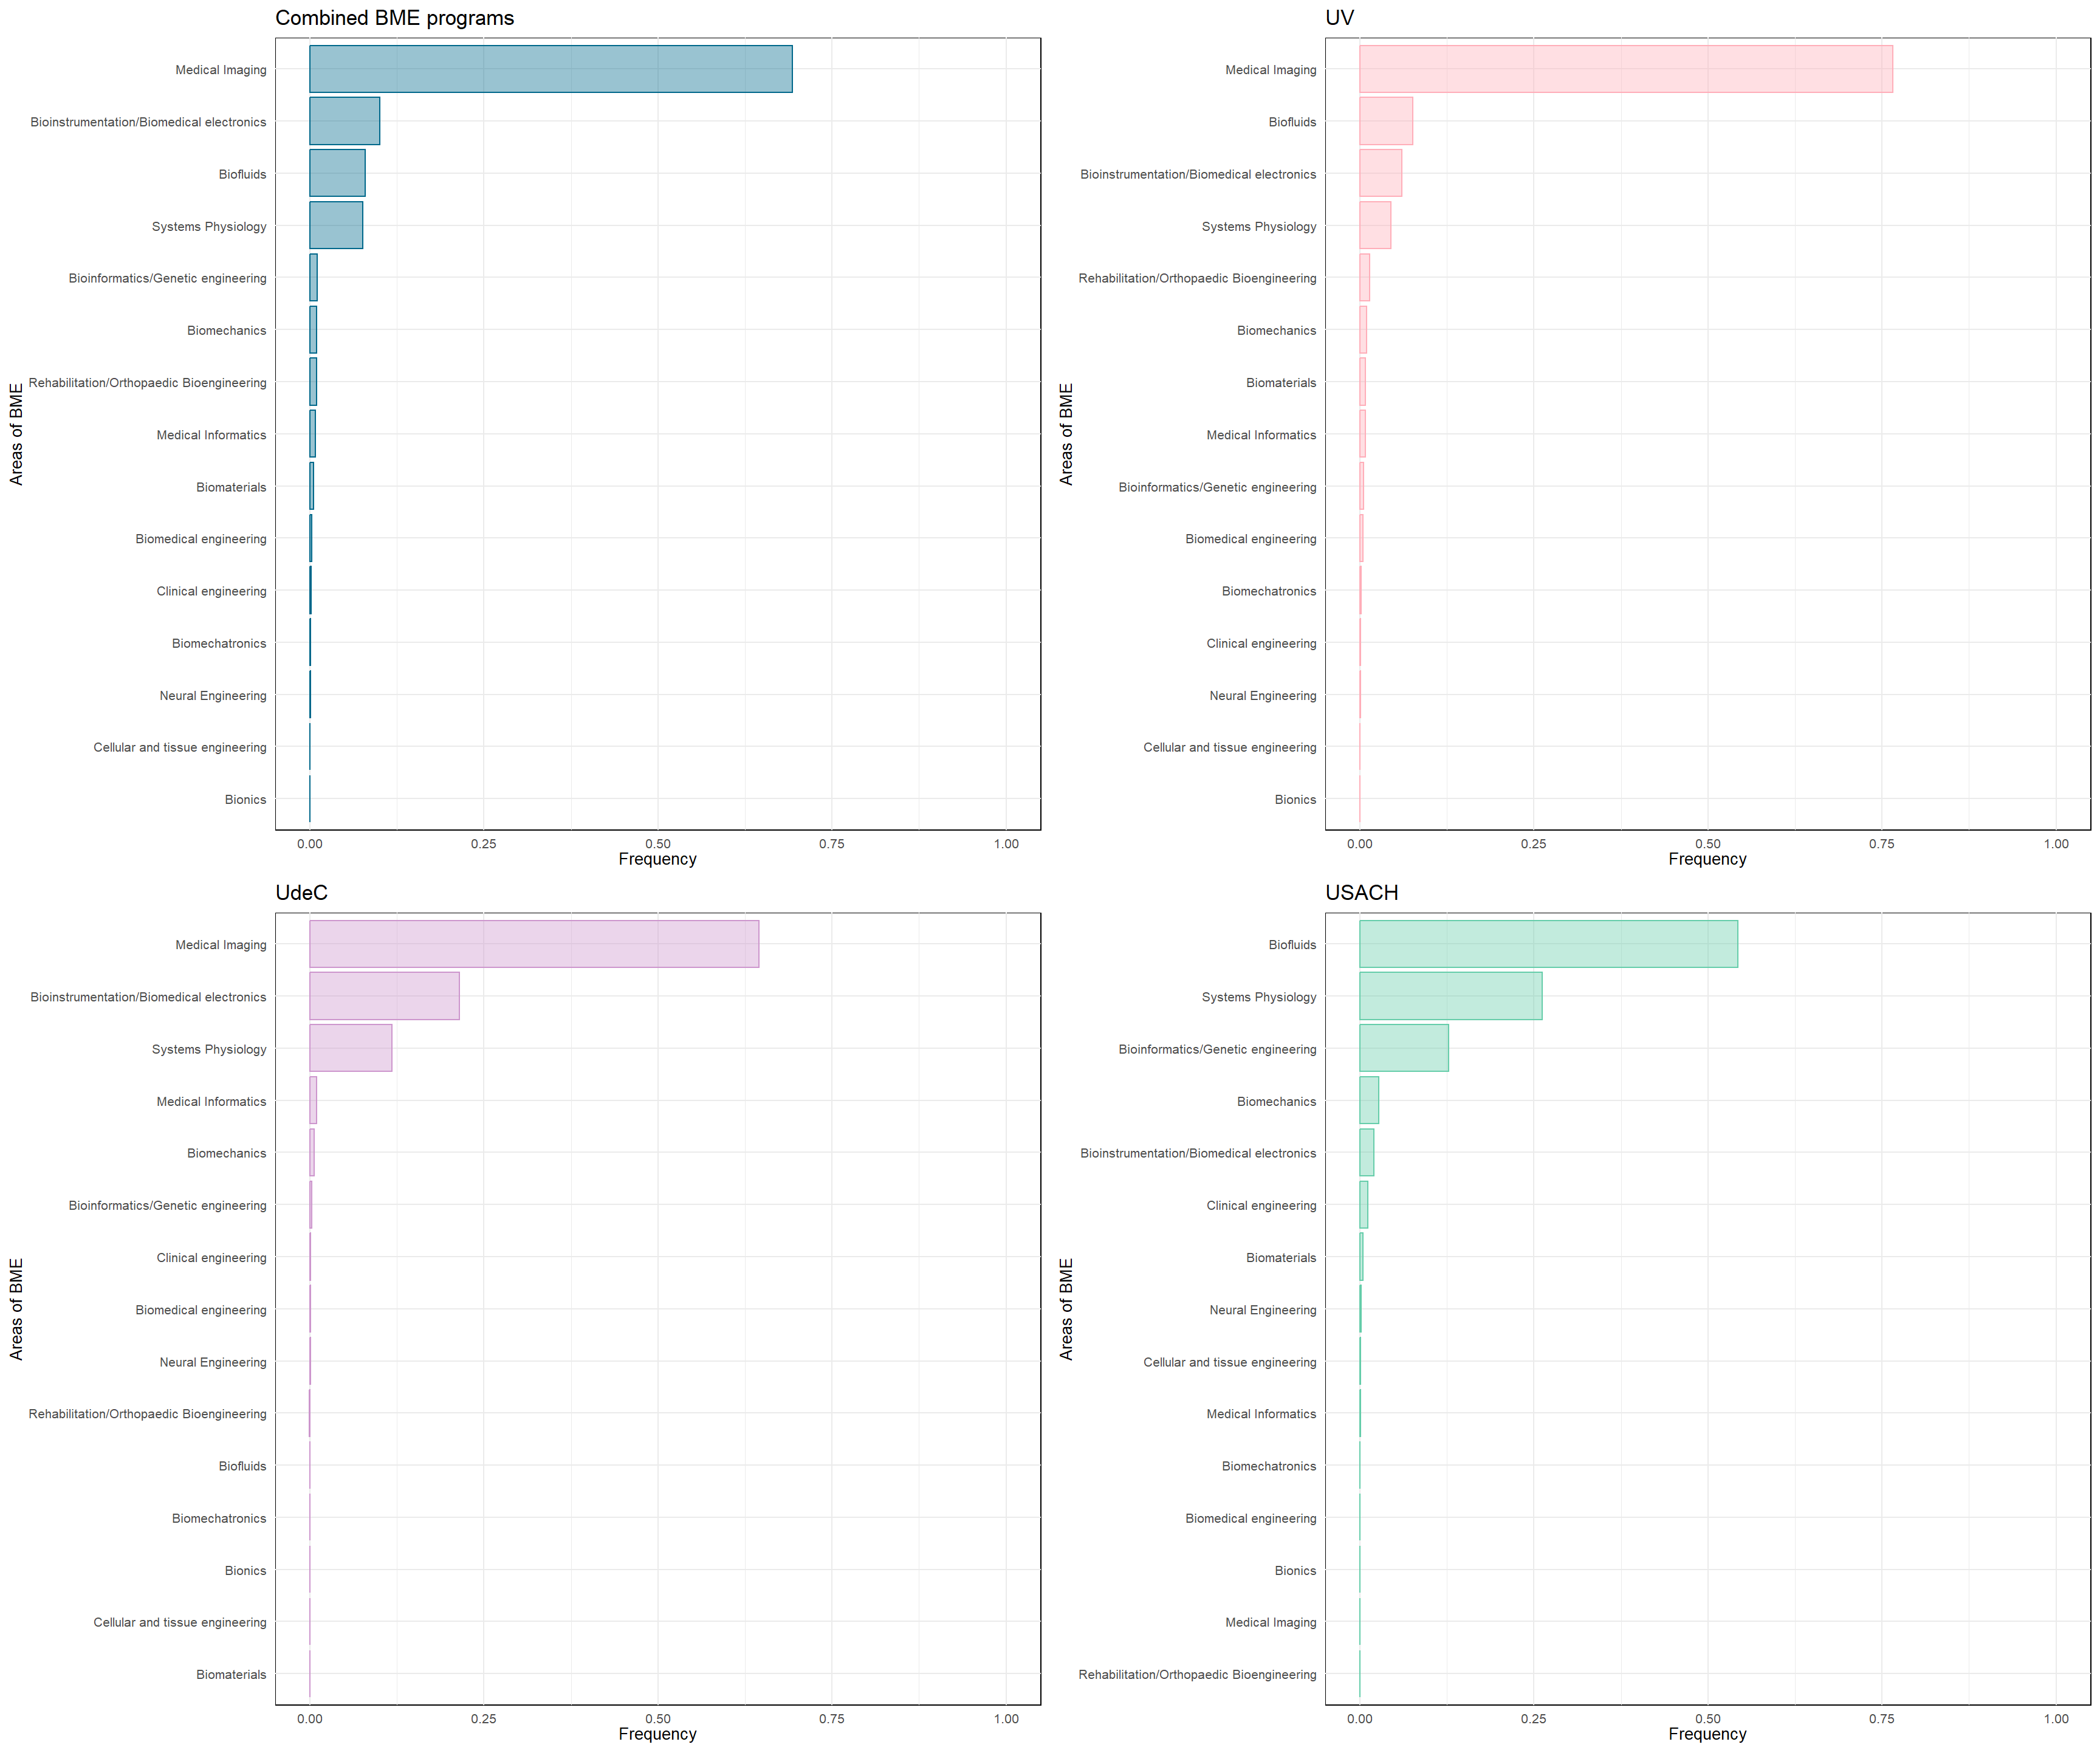 Combined BME programs
Areas of BME
Medical Imaging
Bioinstrumentation/Biomedical electronics
Biofluids
Systems Physiology
Bioinformatics/Genetic engineering
Biomechanics
Rehabilitation/Orthopaedic Bioengineering
Medical Informatics
Biomaterials
Biomedical engineering
Clinical engineering
Biomechatronics
Neural Engineering
Cellular and tissue engineering
Bionics
0.00 0.25 0.50 0.75 1.00
Frequency
UV
Areas of BME
Medical Imaging
Biofluids
Bioinstrumentation/Biomedical electronics
Systems Physiology
Rehabilitation/Orthopaedic Bioengineering
Biomechanics
Biomaterials
Medical Informatics
Bioinformatics/Genetic engineering
Biomedical engineering
Biomechatronics
Clinical engineering
Neural Engineering
Cellular and tissue engineering
Bionics
0.00 0.25 0.50 0.75 1.00
Frequency
UdeC
Areas of BME
Medical Imaging
Bioinstrumentation/Biomedical electronics
Systems Physiology
Medical Informatics
Biomechanics
Bioinformatics/Genetic engineering
Clinical engineering
Biomedical engineering
Neural Engineering
Rehabilitation/Orthopaedic Bioengineering
Biofluids
Biomechatronics
Bionics
Cellular and tissue engineering
Biomaterials
0.00 0.25 0.50 0.75 1.00
Frequency
USACH
Areas of BME
Biofluids
Systems Physiology
Bioinformatics/Genetic engineering
Biomechanics
Bioinstrumentation/Biomedical electronics
Clinical engineering
Biomaterials
Neural Engineering
Cellular and tissue engineering
Medical Informatics
Biomechatronics
Biomedical engineering
Bionics
Medical Imaging
Rehabilitation/Orthopaedic Bioengineering
0.00 0.25 0.50 0.75 1.00
Frequency